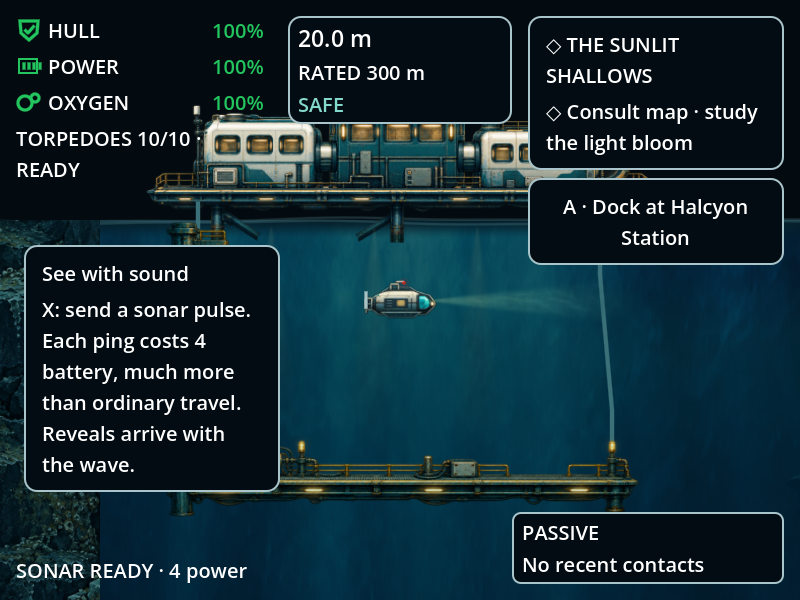 HULL 100%
POWER 100%
OXYGEN 100%
TORPEDOES 10/10 ·
READY
20.0 m
RATED 300 m
SAFE
◇ THE SUNLIT
SHALLOWS
◇ Consult map · study
the light bloom
A · Dock at Halcyon
Station
See with sound
X: send a sonar pulse.
Each ping costs 4
battery, much more
than ordinary travel.
Reveals arrive with
the wave.
PASSIVE
No recent contacts
SONAR READY · 4 power